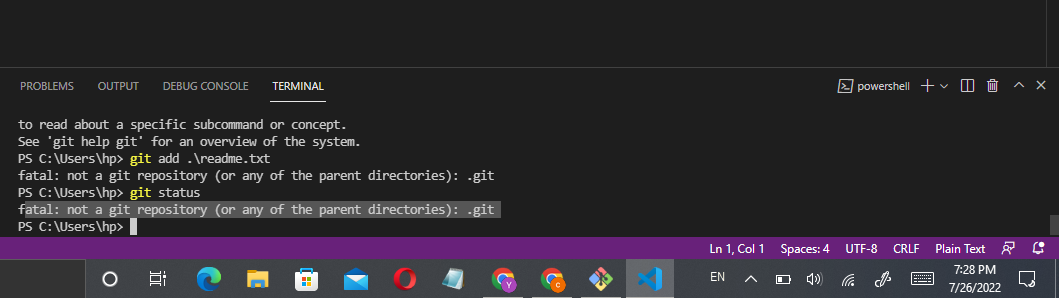 PROBLEMS OUTPUT DEBUG CONSOLE TERMINAL powershell
to read about a specific subcommand or concept.
See 'git help git' for an overview of the system.
PS C:\Users\hp> git add .\readme.txt
fatal: not a git repository (or any of the parent directories): .git
PS C:\Users\hp> git status
fatal: not a git repository (or any of the parent directories): .git
PS C:\Users\hp>
Ln 1, Col 1 Spaces: 4 UTF-8 CRLF Plain Text
Y C EN 7:28 PM
7/26/2022